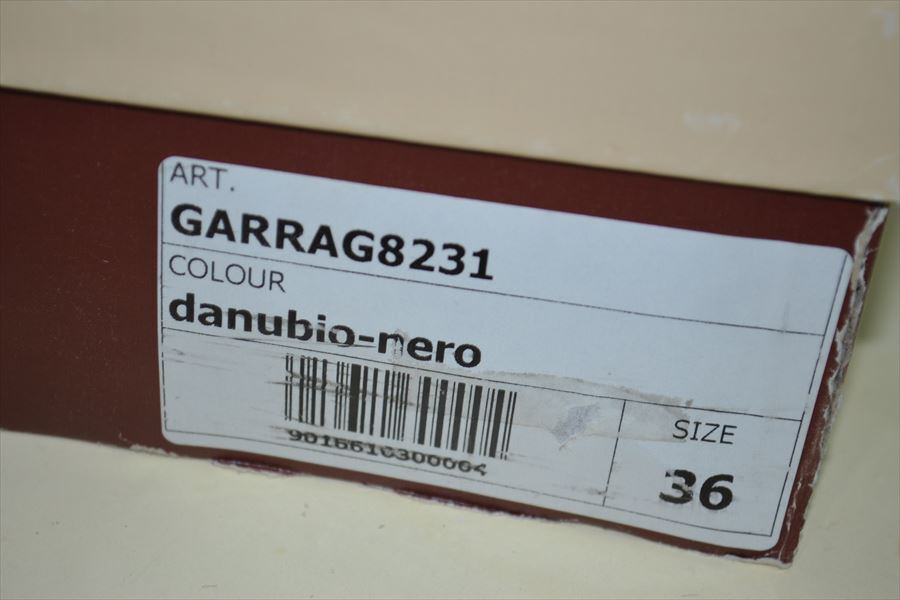 ART.
GARRAG8231
COLOUR
danubio-nero
SIZE
36